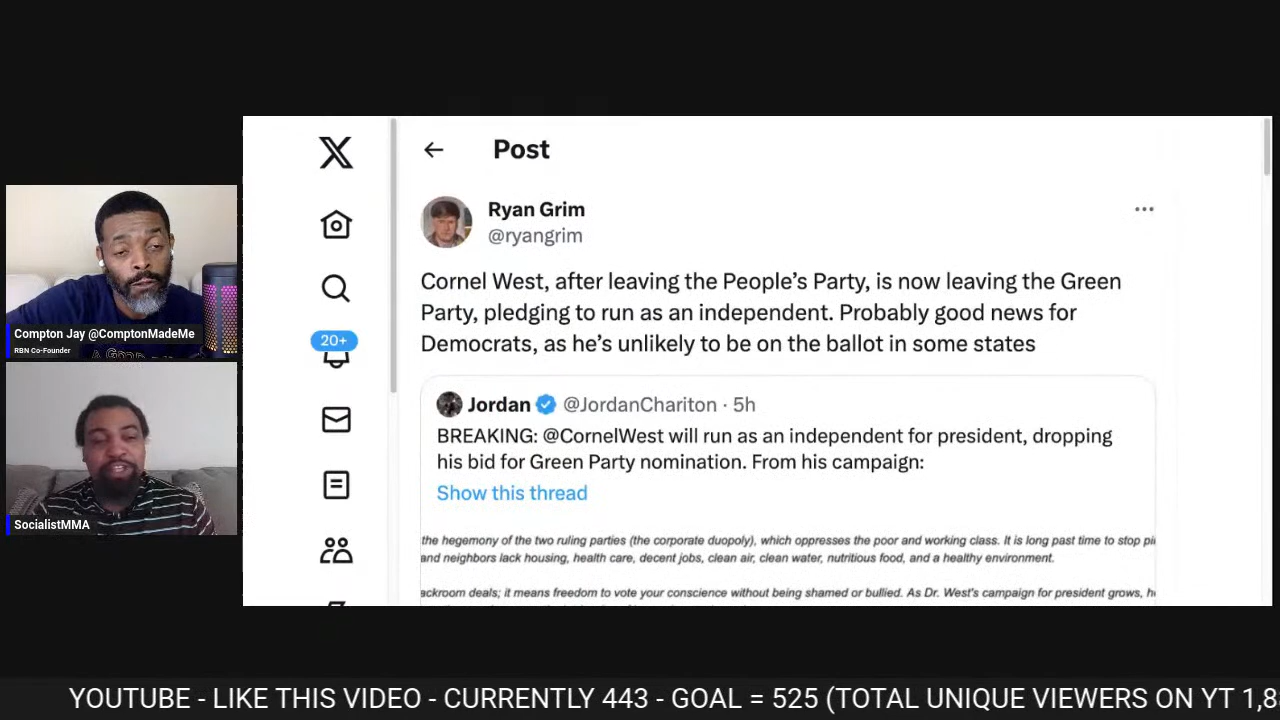 Post
Ryan Grim
@ryangrim
Cornel West, after leaving the People’s Party, is now leaving the Green
Party, pledging to run as an independent. Probably good news for
Democrats, as he’s unlikely to be on the ballot in some states
Jordan @JordanChariton · 5h
BREAKING: @CornelWest will run as an independent for president, dropping
his bid for Green Party nomination. From his campaign:
Show this thread
the hegemony of the two ruling parties (the corporate duopoly), which oppresses the poor and working class. It is long past time to stop
and neighbors lack housing, health care, decent jobs, clean air, clean water, nutritious food, and a healthy environment.
ackroom deals; it means freedom to vote your conscience without being shamed or bullied. As Dr. West's campaign for president grows,
20+
Compton Jay @ComptonMadeMe
RBN Co-Founder
SocialistMMA
YOUTUBE - LIKE THIS VIDEO - CURRENTLY 443 - GOAL = 525 (TOTAL UNIQUE VIEWERS ON YT 1,8